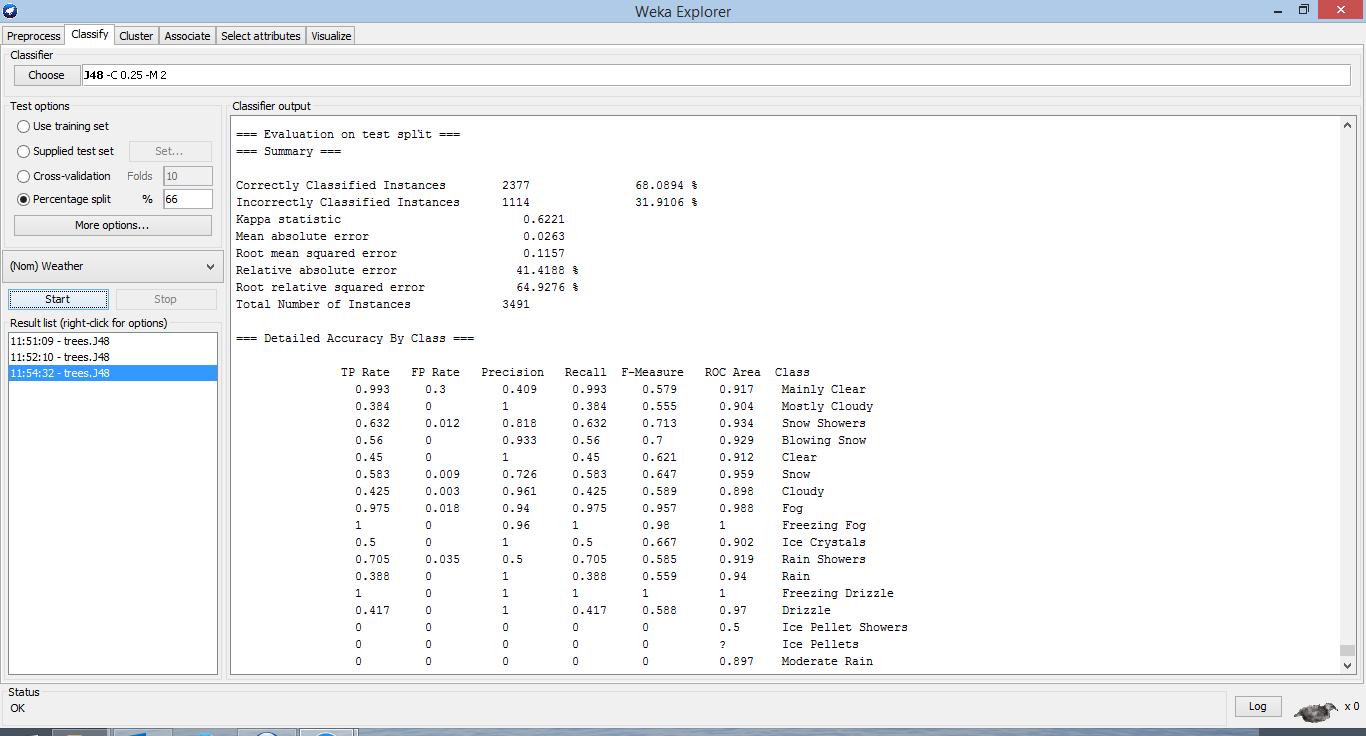 Weka Explorer
Preprocess Classify Cluster Associate Select attributes Visualize
Classifier
Choose J48 -C 0.25 -M 2
Test options
Use training set
Supplied test set Set...
Cross-validation Folds 10
Percentage split % 66
More options...
(Nom) Weather
Start Stop
Result list (right-click for options)
11:51:09 - trees.J48
11:52:10 - trees.J48
11:54:32 - trees.J48
Classifier output
=== Evaluation on test split ===
=== Summary ===
Correctly Classified Instances 2377 68.0894 %
Incorrectly Classified Instances 1114 31.9106 %
Kappa statistic 0.6221
Mean absolute error 0.0263
Root mean squared error 0.1157
Relative absolute error 41.4188 %
Root relative squared error 64.9276 %
Total Number of Instances 3491
=== Detailed Accuracy By Class ===
TP Rate FP Rate Precision Recall F-Measure ROC Area Class
0.993 0.3 0.409 0.993 0.579 0.917 Mainly Clear
0.384 0 1 0.384 0.555 0.904 Mostly Cloudy
0.632 0.012 0.818 0.632 0.713 0.934 Snow Showers
0.56 0 0.933 0.56 0.7 0.929 Blowing Snow
0.45 0 1 0.45 0.621 0.912 Clear
0.583 0.009 0.726 0.583 0.647 0.959 Snow
0.425 0.003 0.961 0.425 0.589 0.898 Cloudy
0.975 0.018 0.94 0.975 0.957 0.988 Fog
1 0 0.96 1 0.98 1 Freezing Fog
0.5 0 1 0.5 0.667 0.902 Ice Crystals
0.705 0.035 0.5 0.705 0.585 0.919 Rain Showers
0.388 0 1 0.388 0.559 0.94 Rain
1 0 1 1 1 1 Freezing Drizzle
0.417 0 1 0.417 0.588 0.97 Drizzle
0 0 0 0 0 0.5 Ice Pellet Showers
0 0 0 0 0 ? Ice Pellets
0 0 0 0 0 0.897 Moderate Rain
Status
OK
Log x 0